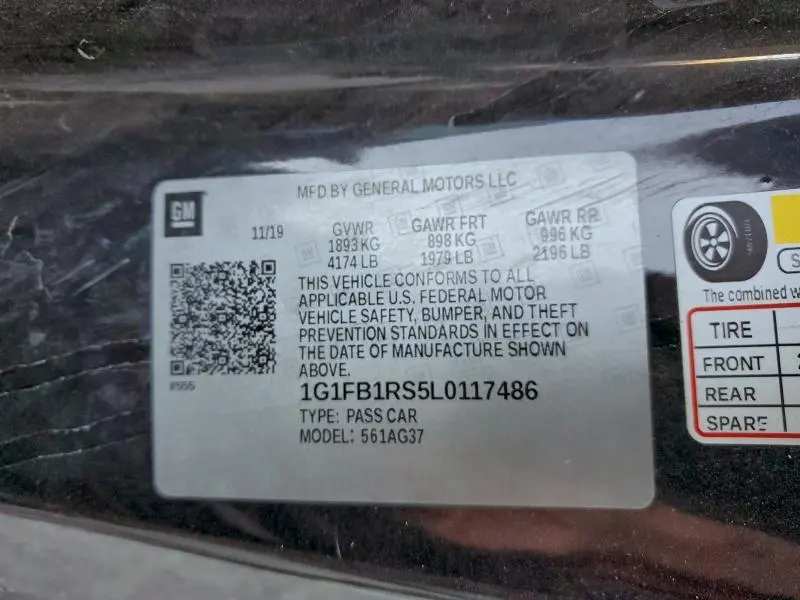 GM
MFD BY GENERAL MOTORS LLC
11/19
GVWR GAWR FRT GAWR RR
1893 KG 898 KG 996 KG
4174 LB 1979 LB 2196 LB
THIS VEHICLE CONFORMS TO ALL
APPLICABLE U.S. FEDERAL MOTOR
VEHICLE SAFETY, BUMPER, AND THEFT
PREVENTION STANDARDS IN EFFECT ON
THE DATE OF MANUFACTURE SHOWN
ABOVE.
8555
1G1FB1RS5L0117486
TYPE: PASS CAR
MODEL: 561AG37
The combined
TIRE
FRONT
REAR
SPARE